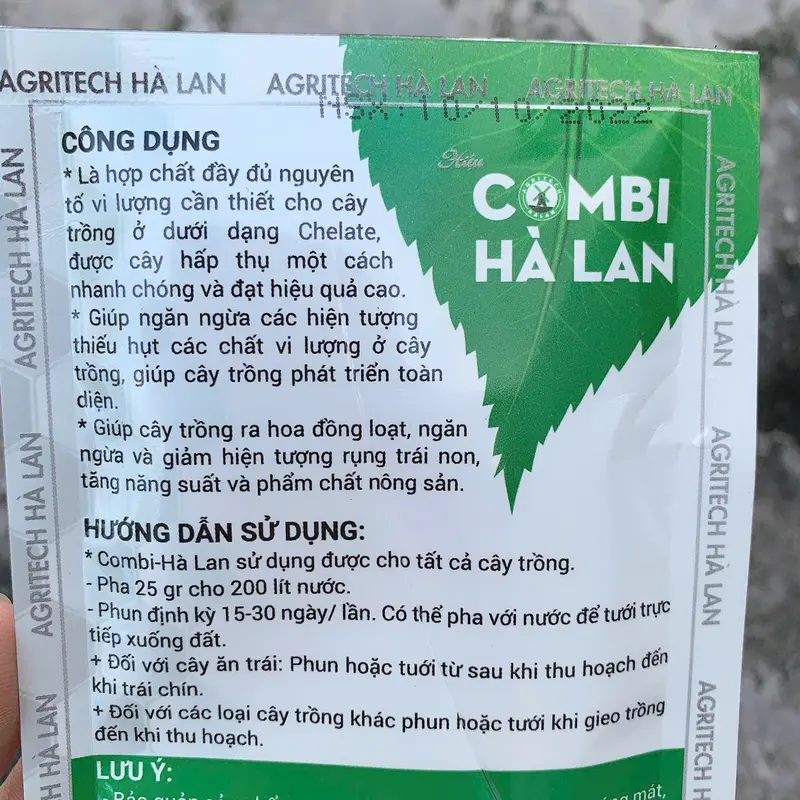 AGRITECH HÀ LAN AGRITECH HÀ LAN AGRITECH HÀ LAN
NSX: 10/10/2022
CÔNG DỤNG
* Là hợp chất đầy đủ nguyên
tố vi lượng cần thiết cho cây
trồng ở dưới dạng Chelate,
được cây hấp thụ một cách
nhanh chóng và đạt hiệu quả cao.
* Giúp ngăn ngừa các hiện tượng
thiếu hụt các chất vi lượng ở cây
trồng, giúp cây trồng phát triển toàn
diện.
* Giúp cây trồng ra hoa đồng loạt, ngăn
ngừa và giảm hiện tượng rụng trái non,
tăng năng suất và phẩm chất nông sản.
Hiệu
COMBI
HÀ LAN
HƯỚNG DẪN SỬ DỤNG:
* Combi-Hà Lan sử dụng được cho tất cả cây trồng.
- Pha 25 gr cho 200 lít nước.
- Phun định kỳ 15-30 ngày/ lần. Có thể pha với nước để tưới trực
tiếp xuống đất.
+ Đối với cây ăn trái: Phun hoặc tưới từ sau khi thu hoạch đến
khi trái chín.
+ Đối với các loại cây trồng khác phun hoặc tưới khi gieo trồng
đến khi thu hoạch.
LƯU Ý:
- Bảo quản mát,
AGRITECH HÀ LAN
AGRITECH HÀ LAN
AGRITECH HÀ LAN
AGRITECH HÀ LAN
AGRITECH HÀ LAN
AGRITECH HÀ LAN